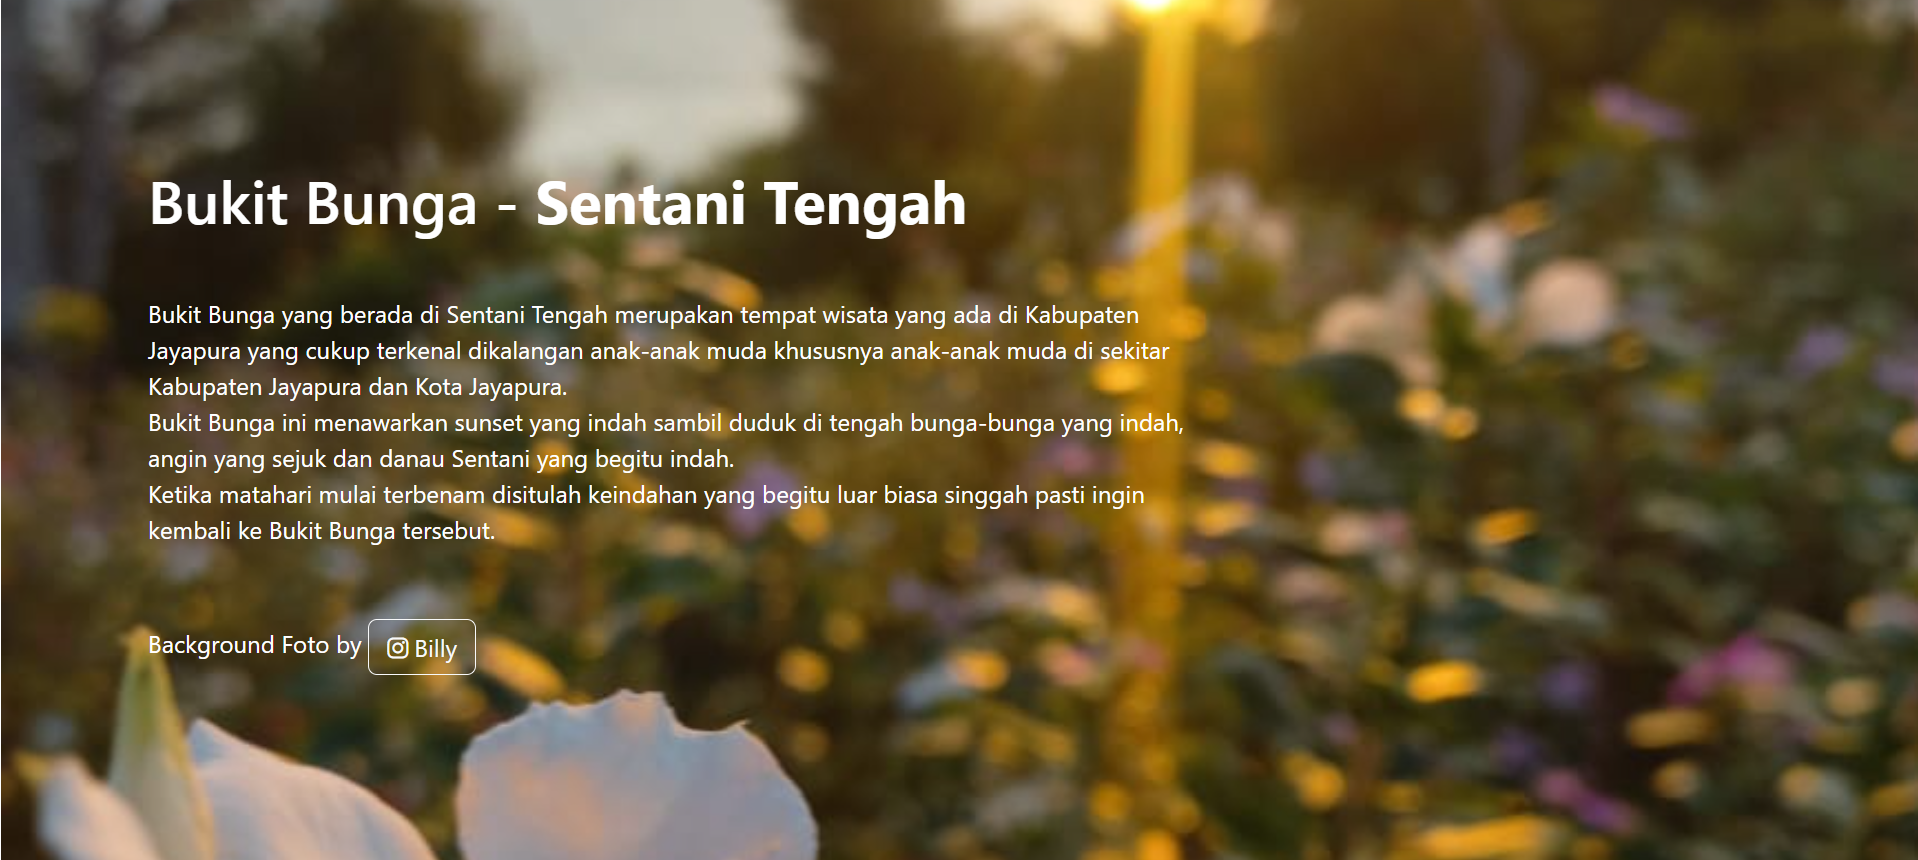 Bukit Bunga - Sentani Tengah
Bukit Bunga yang berada di Sentani Tengah merupakan tempat wisata yang ada di Kabupaten
Jayapura yang cukup terkenal dikalangan anak-anak muda khususnya anak-anak muda di sekitar
Kabupaten Jayapura dan Kota Jayapura.
Bukit Bunga ini menawarkan sunset yang indah sambil duduk di tengah bunga-bunga yang indah,
angin yang sejuk dan danau Sentani yang begitu indah.
Ketika matahari mulai terbenam disitulah keindahan yang begitu luar biasa singgah pasti ingin
kembali ke Bukit Bunga tersebut.
Background Foto by Billy